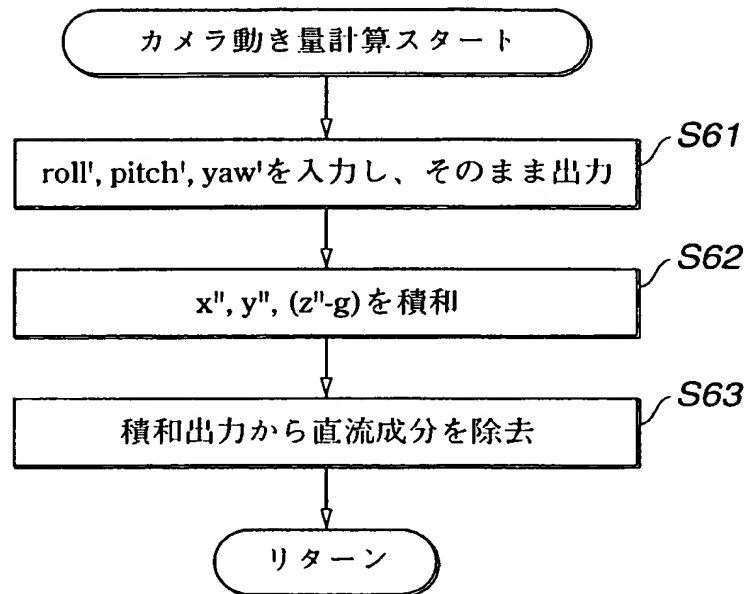 カメラ動き量計算スタート
S61
roll', pitch', yaw'を入力し、そのまま出力
S62
x", y", (z"-g)を積和
S63
積和出力から直流成分を除去
リターン